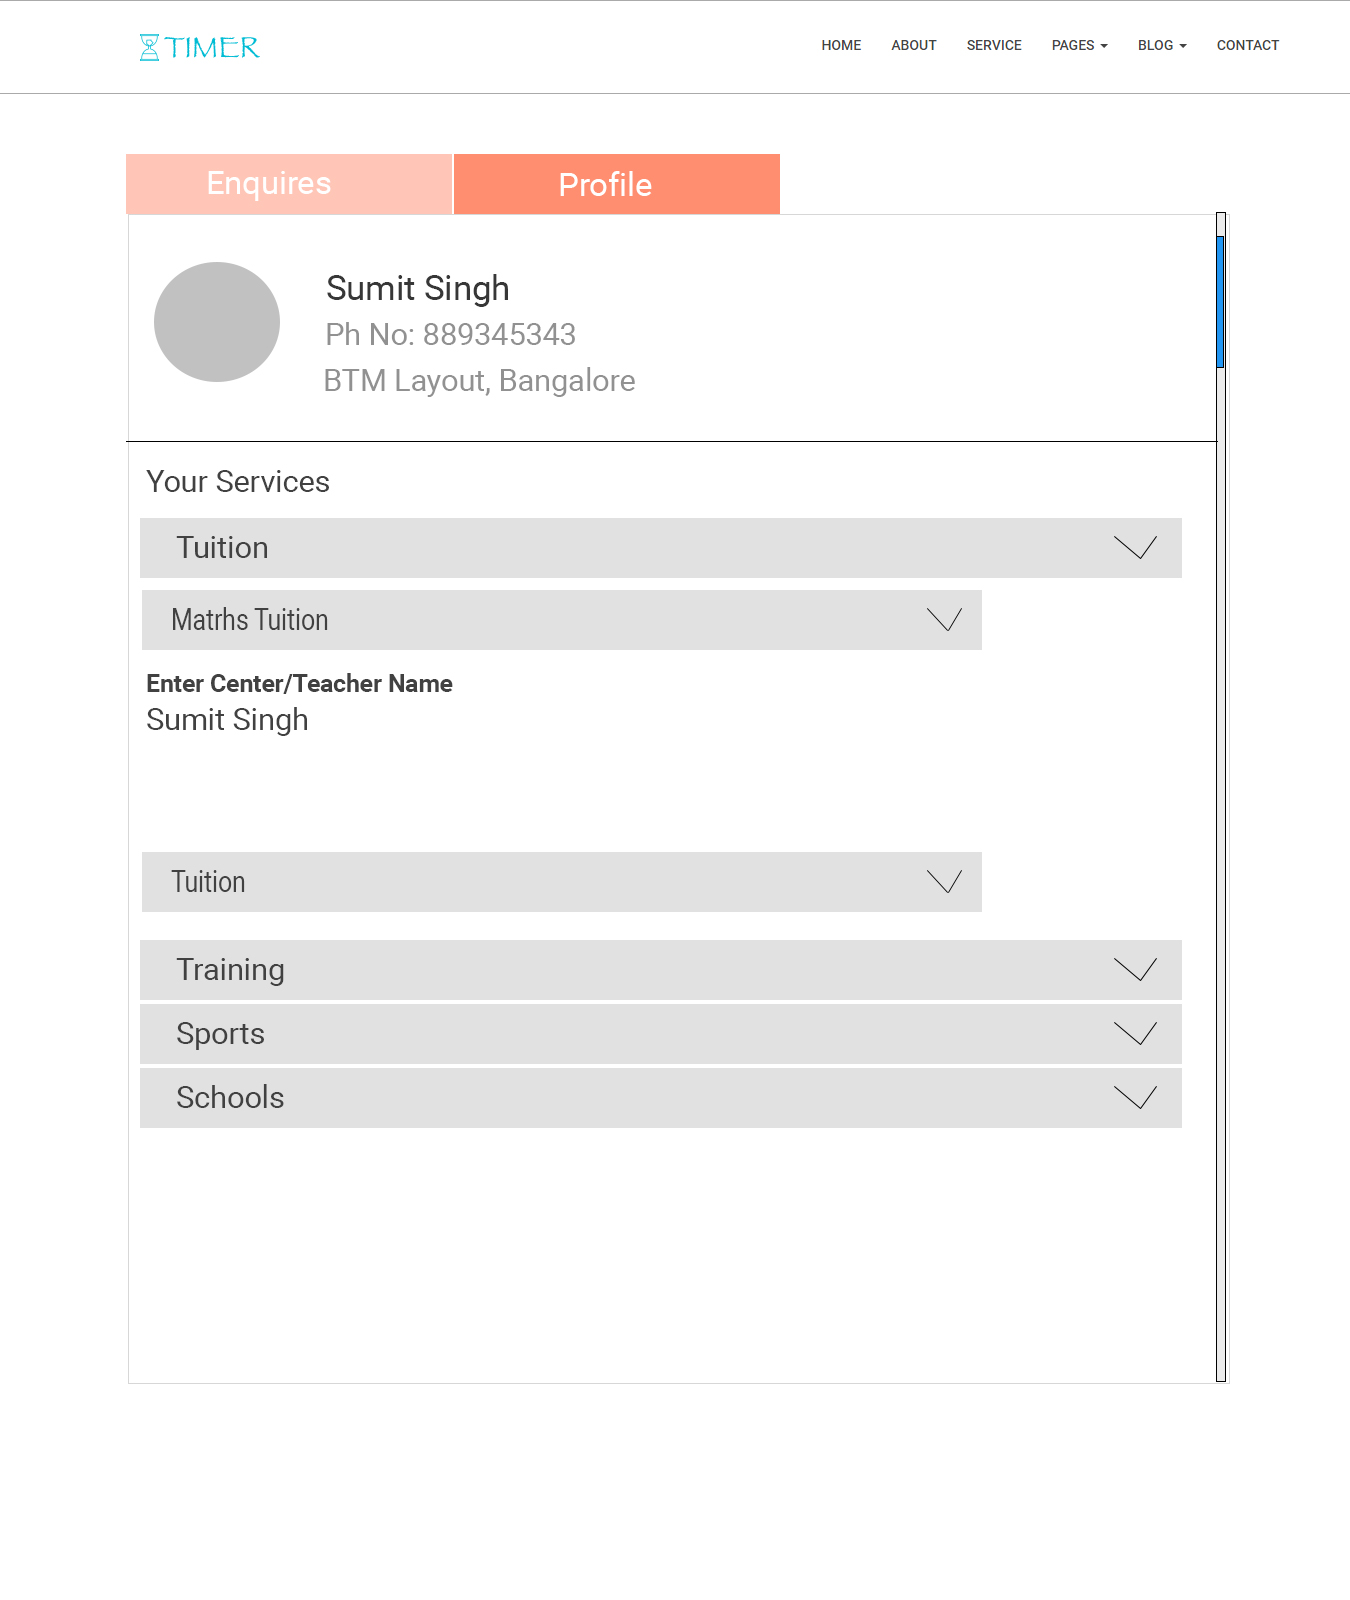 TIMER
HOME ABOUT SERVICE PAGES BLOG CONTACT
Enquires Profile
Sumit Singh
Ph No: 889345343
BTM Layout, Bangalore
Your Services
Tuition
Matrhs Tuition
Enter Center/Teacher Name
Sumit Singh
Tuition
Training
Sports
Schools